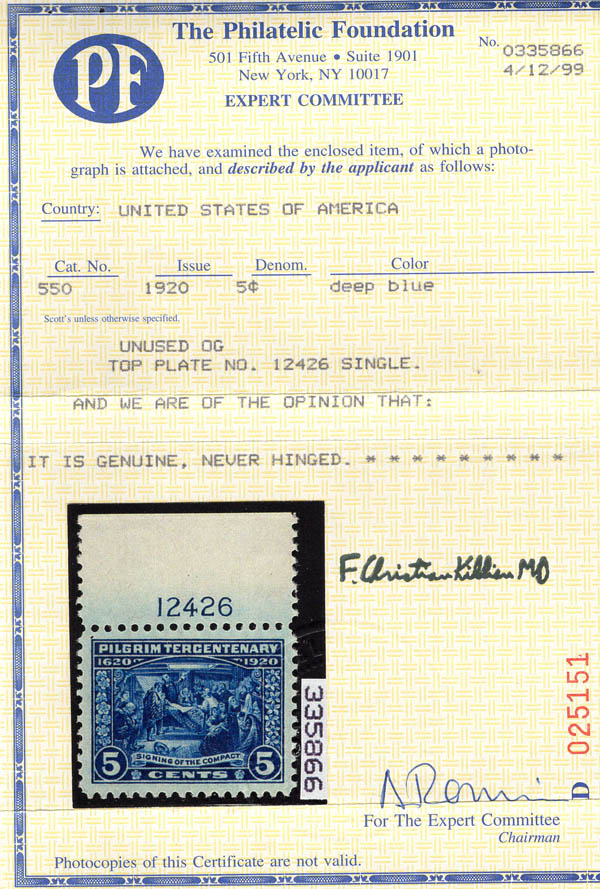 PF
The Philatelic Foundation
501 Fifth Avenue • Suite 1901
New York, NY 10017
EXPERT COMMITTEE
No. 0335866
4/12/99
We have examined the enclosed item, of which a photo-
graph is attached, and described by the applicant as follows:
Country: UNITED STATES OF AMERICA
Cat. No. Issue Denom. Color
550 1920 5¢ deep blue
Scott's unless otherwise specified.
UNUSED OG
TOP PLATE NO. 12426 SINGLE.
AND WE ARE OF THE OPINION THAT:
IT IS GENUINE, NEVER HINGED. * * * * * * * * *
12426
PILGRIM TERCENTENARY
1620 1920
SIGNING OF THE COMPACT
5 CENTS 5
335866
F. Christian Killien MD
D 025151
For The Expert Committee
Chairman
Photocopies of this Certificate are not valid.